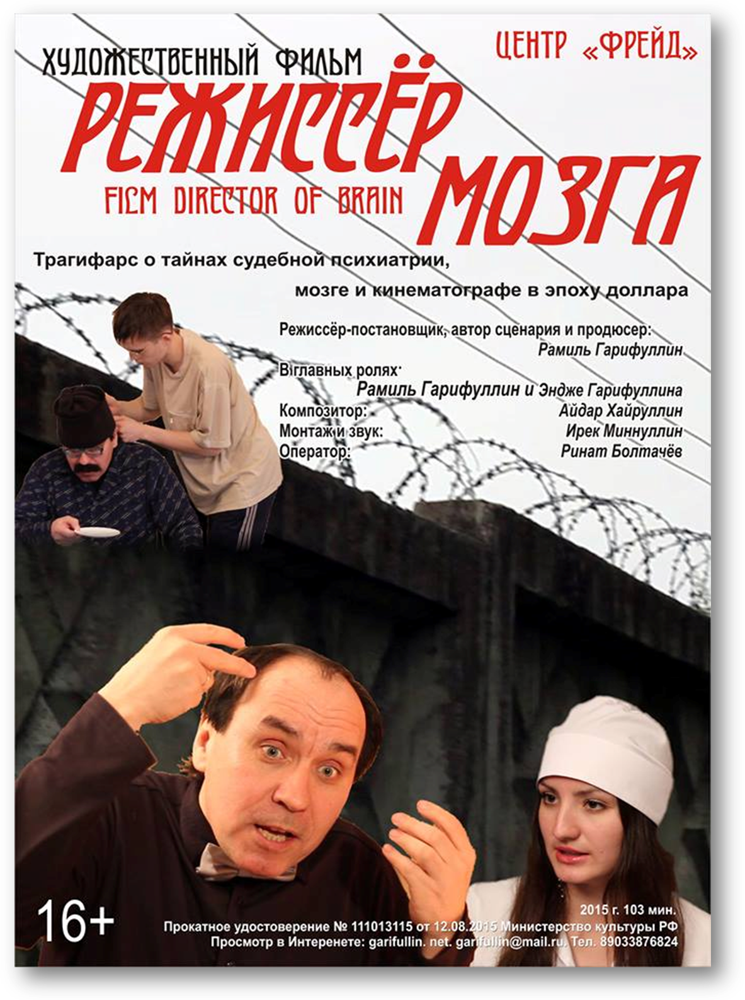 ЦЕНТР «ФРЕЙД»
ХУДОЖЕСТВЕННЫЙ ФИЛЬМ
РЕЖИССЁР
МОЗГА
FILM DIRECTOR OF BRAIN
Трагифарс о тайнах судебной психиатрии,
мозге и кинематографе в эпоху доллара
Режиссёр-постановщик, автор сценария и продюсер:
Рамиль Гарифуллин
В главных ролях:
Рамиль Гарифуллин и Эндже Гарифуллина
Композитор: Айдар Хайруллин
Монтаж и звук: Ирек Миннуллин
Оператор: Ринат Болтачёв
16+
2015 г. 103 мин.
Прокатное удостоверение № 111013115 от 12.08.2015 Министерство культуры РФ
Просмотр в Интеренете: garifullin. net. garifullin@mail.ru, Тел. 89033876824